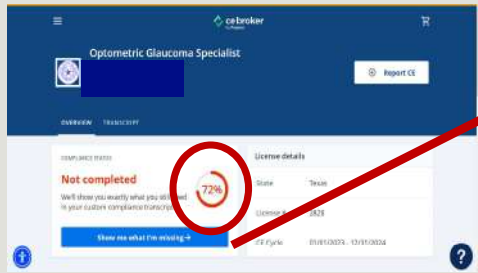 ce broker
Optometric Glaucoma Specialist
Report CE
OVERVIEW TRANSCRIPT
COMPLIANCE STATUS
Not completed
We'll show you exactly what you still need
in your custom compliance transcript
72%
Show me what I'm missing →
License details
State Texas
License #
CE Cycle 01/01/2023 - 12/31/2024
?